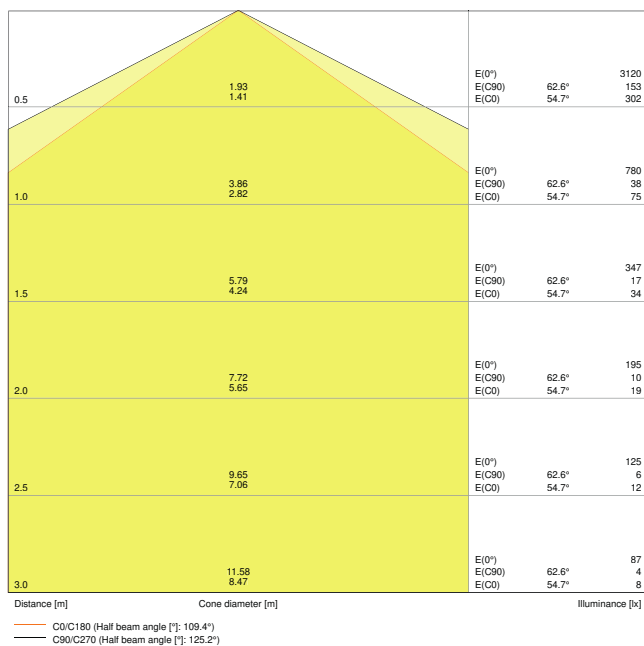 E(0°) 3120
1.93 E(C90) 62.6° 153
0.5 1.41 E(C0) 54.7° 302
E(0°) 780
3.86 E(C90) 62.6° 38
1.0 2.82 E(C0) 54.7° 75
E(0°) 347
5.79 E(C90) 62.6° 17
1.5 4.24 E(C0) 54.7° 34
E(0°) 195
7.72 E(C90) 62.6° 10
2.0 5.65 E(C0) 54.7° 19
E(0°) 125
9.65 E(C90) 62.6° 6
2.5 7.06 E(C0) 54.7° 12
E(0°) 87
11.58 E(C90) 62.6° 4
3.0 8.47 E(C0) 54.7° 8
Distance [m] Cone diameter [m] Illuminance [lx]
C0/C180 (Half beam angle [°]: 109.4°)
C90/C270 (Half beam angle [°]: 125.2°)